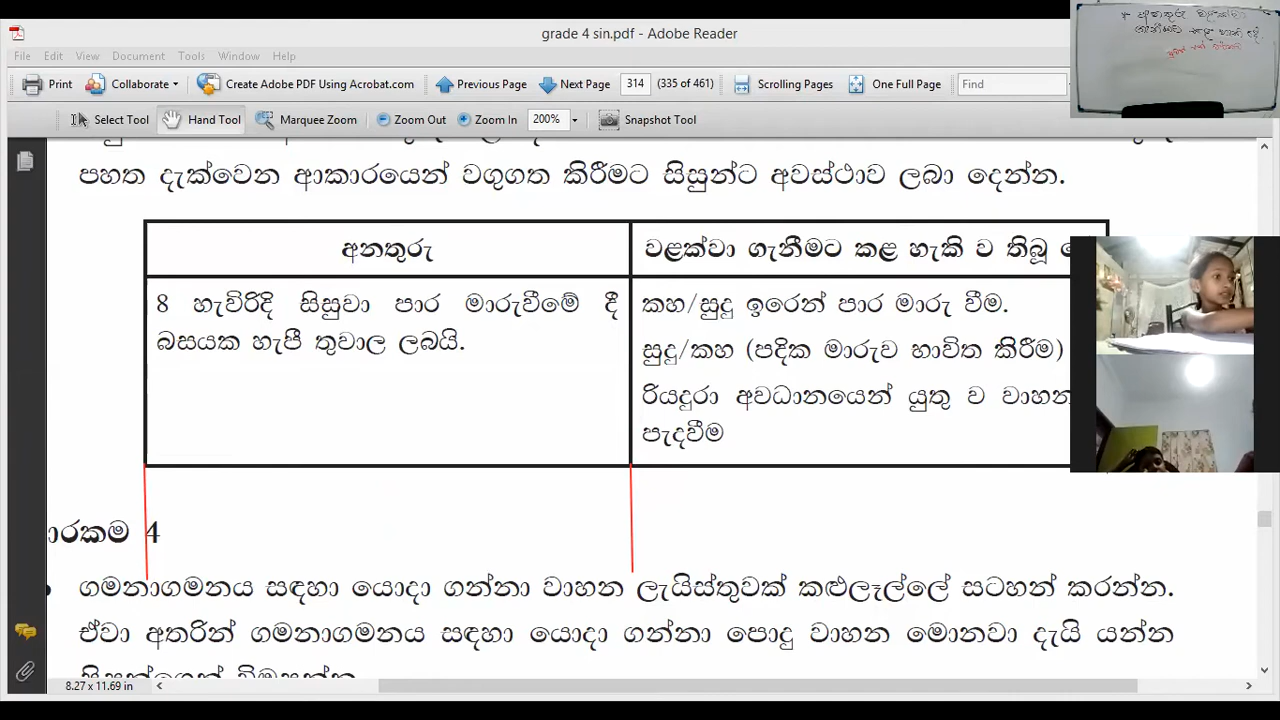 grade 4 sin.pdf - Adobe Reader
File Edit View Document Tools Window Help
Print Collaborate Create Adobe PDF Using Acrobat.com Previous Page Next Page 314 (335 of 461) Scrolling Pages One Full Page Find
Select Tool Hand Tool Marquee Zoom Zoom Out Zoom In 200% Snapshot Tool
පහත දැක්වෙන ආකාරයෙන් වගුගත කිරීමට සිසුන්ට අවස්ථාව ලබා දෙන්න.
අනතුරු
වළක්වා ගැනීමට කළ හැකි ව තිබූ
8 හැවිරිදි සිසුවා පාර මාරුවීමේ දී
බසයක හැපී තුවාල ලබයි.
කහ/සුදු ඉරෙන් පාර මාරු වීම.
සුදු/කහ (පදික මාරුව භාවිත කිරීම)
රියදුරා අවධානයෙන් යුතු ව වාහන
පැදවීම
ාරකම 4
ගමනාගමනය සඳහා යොදා ගන්නා වාහන ලැයිස්තුවක් කළුලෑල්ලේ සටහන් කරන්න.
ඒවා අතරින් ගමනාගමනය සඳහා යොදා ගන්නා පොදු වාහන මොනවා දැයි යන්න
8.27 x 11.69 in